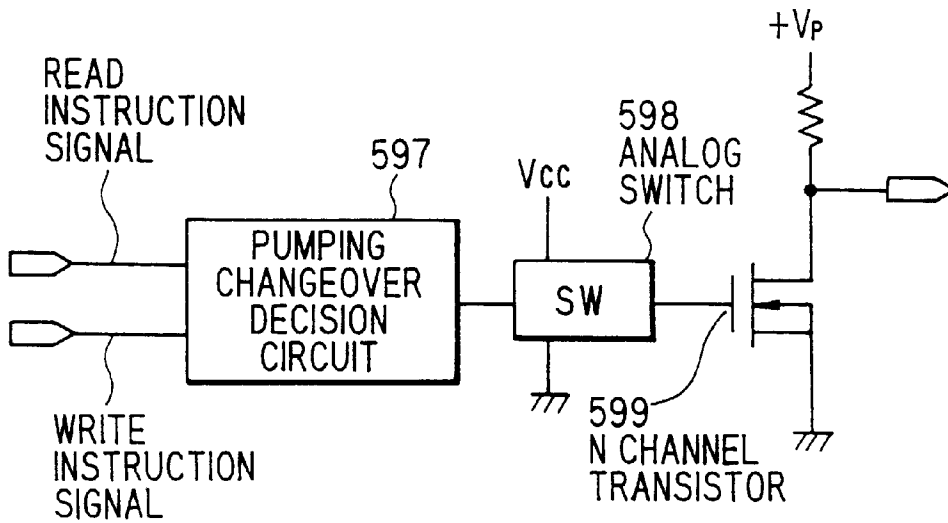 +VP
READ
INSTRUCTION
SIGNAL
597
598
ANALOG
SWITCH
VCC
PUMPING
CHANGEOVER
DECISION
CIRCUIT
SW
599
N CHANNEL
TRANSISTOR
WRITE
INSTRUCTION
SIGNAL